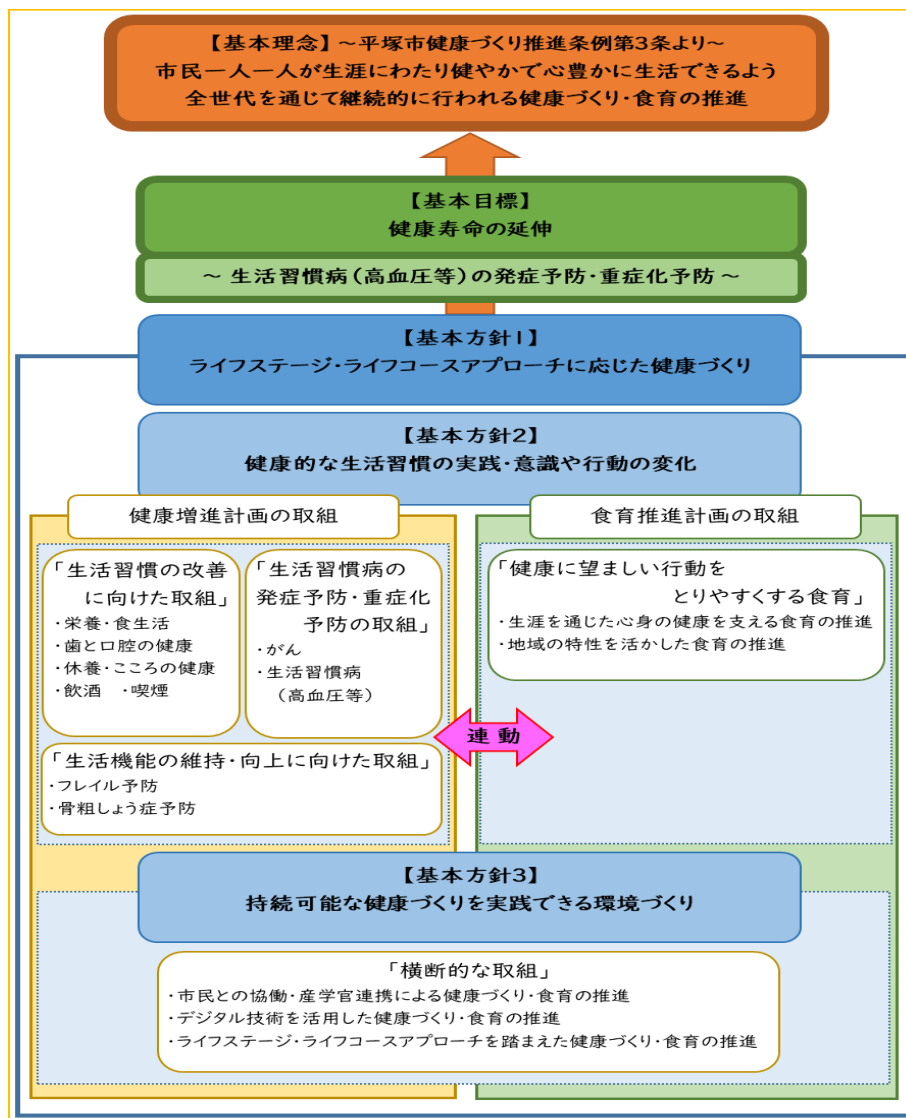 【基本理念】～平塚市健康づくり推進条例第3条より～
市民一人一人が生涯にわたり健やかで心豊かに生活できるよう
全世代を通じて継続的に行われる健康づくり・食育の推進
【基本目標】
健康寿命の延伸
～ 生活習慣病（高血圧等）の発症予防・重症化予防 ～
【基本方針1】
ライフステージ・ライフコースアプローチに応じた健康づくり
【基本方針2】
健康的な生活習慣の実践・意識や行動の変化
健康増進計画の取組
「生活習慣の改善
に向けた取組」
・栄養・食生活
・歯と口腔の健康
・休養・こころの健康
・飲酒　・喫煙
「生活習慣病の
発症予防・重症化
予防の取組」
・がん
・生活習慣病
（高血圧等）
「生活機能の維持・向上に向けた取組」
・フレイル予防
・骨粗しょう症予防
連動
食育推進計画の取組
「健康に望ましい行動を
とりやすくする食育」
・生涯を通じた心身の健康を支える食育の推進
・地域の特性を活かした食育の推進
【基本方針3】
持続可能な健康づくりを実践できる環境づくり
「横断的な取組」
・市民との協働・産学官連携による健康づくり・食育の推進
・デジタル技術を活用した健康づくり・食育の推進
・ライフステージ・ライフコースアプローチを踏まえた健康づくり・食育の推進